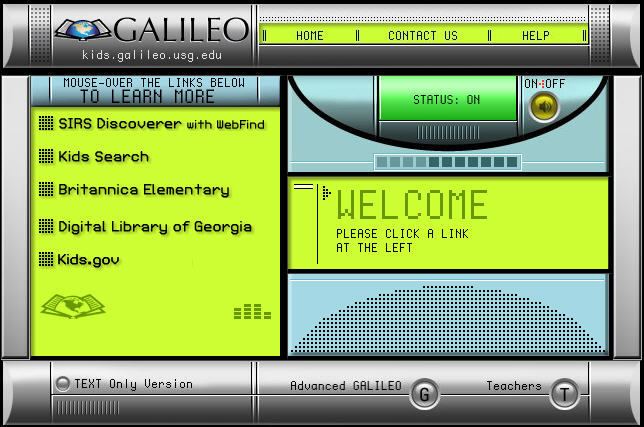 GALILEO
kids.galileo.usg.edu
|| HOME || CONTACT US || HELP ||
MOUSE-OVER THE LINKS BELOW
TO LEARN MORE
SIRS Discoverer with WebFind
Kids Search
Britannica Elementary
Digital Library of Georgia
Kids.gov
STATUS: ON
ON OFF
WELCOME
PLEASE CLICK A LINK
AT THE LEFT
TEXT Only Version
Advanced GALILEO G
Teachers T